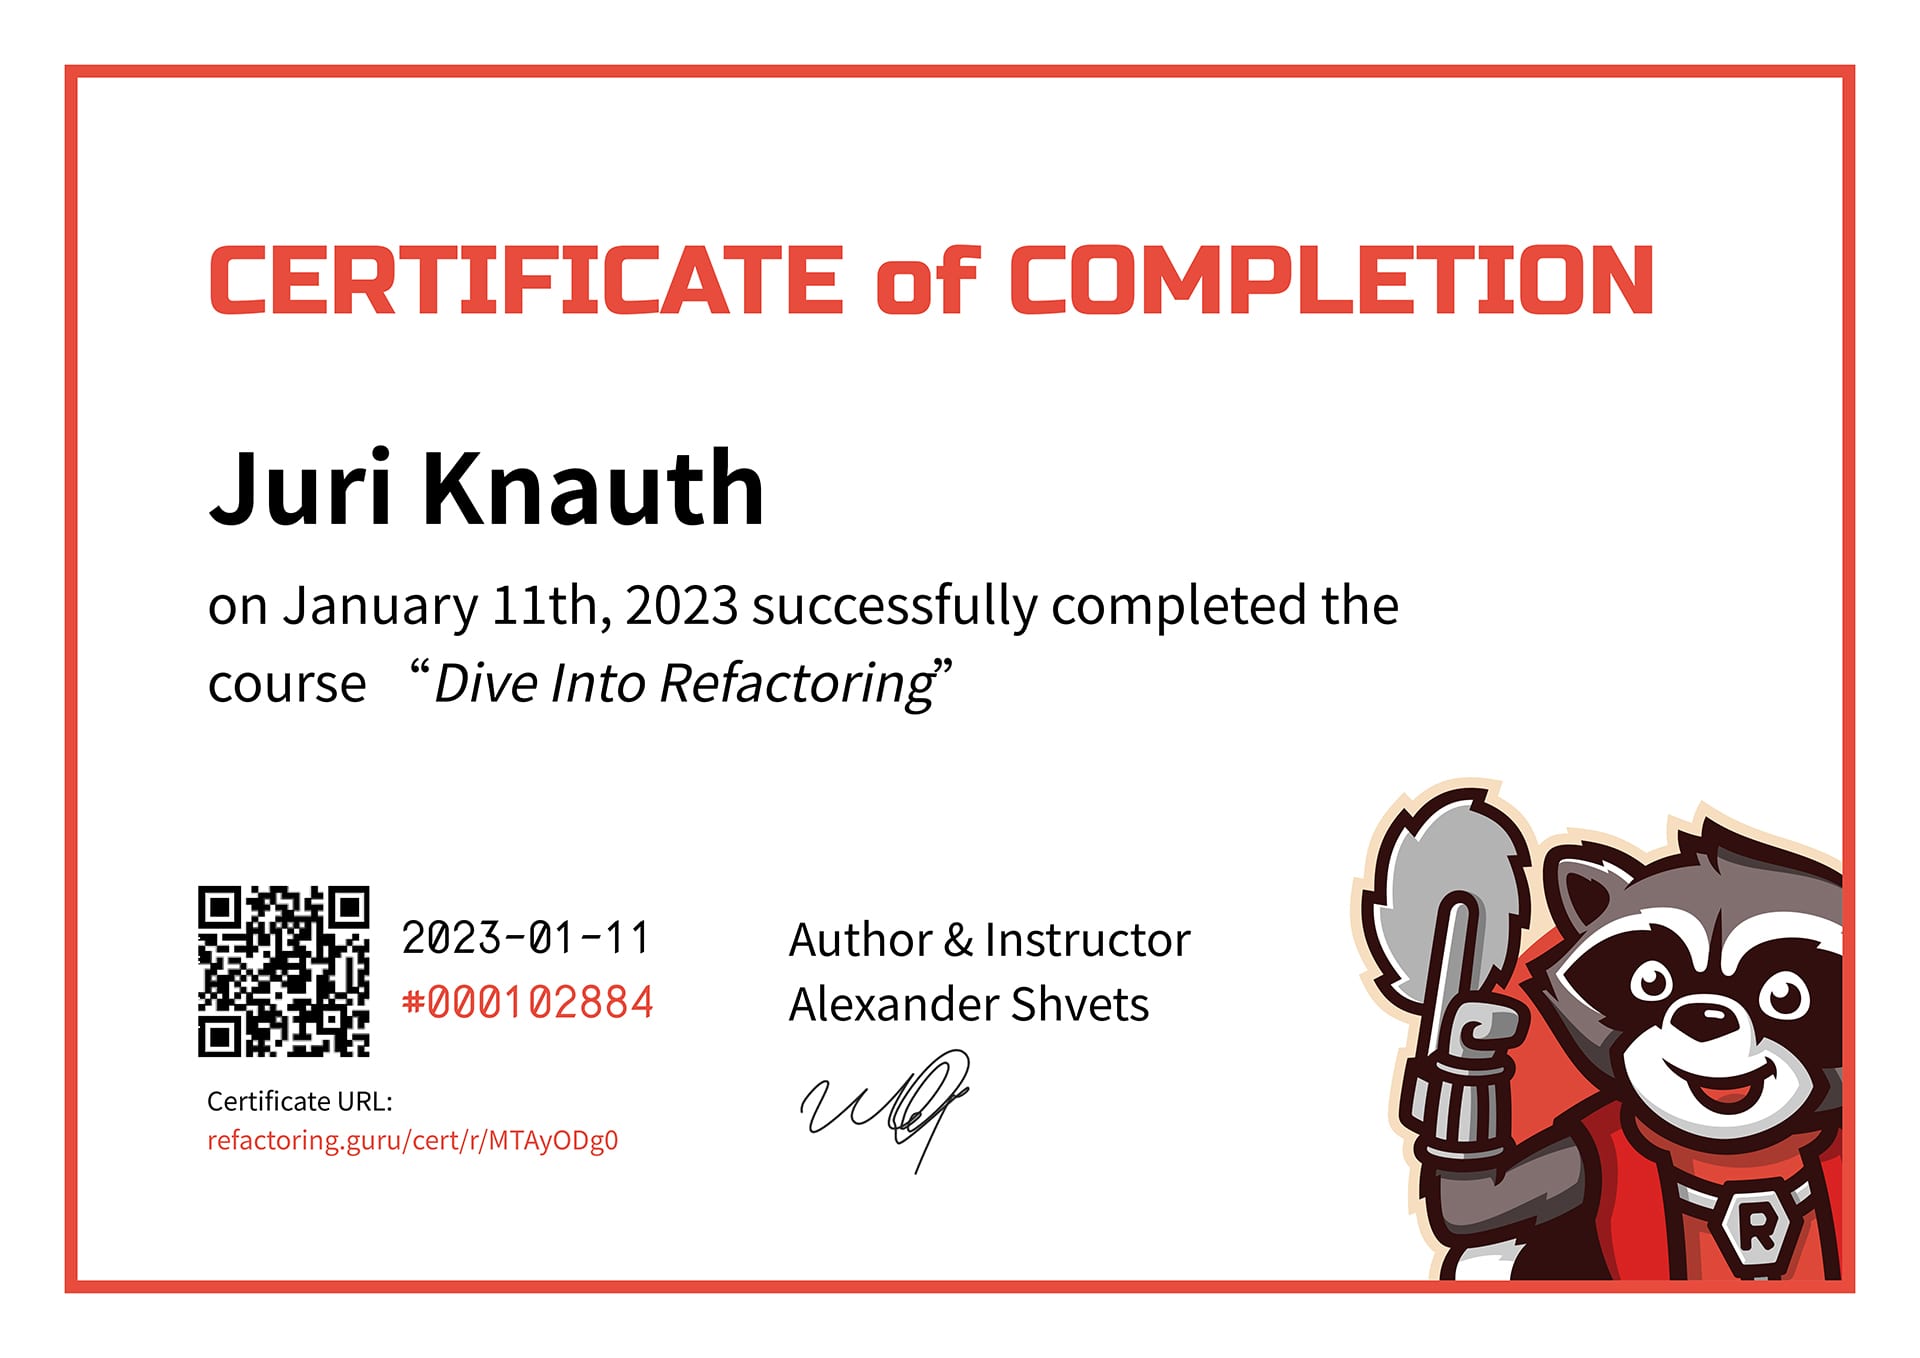 CERTIFICATE of COMPLETION
Juri Knauth
on January 11th, 2023 successfully completed the
course “Dive Into Refactoring”
2023-01-11
#000102884
Certificate URL:
refactoring.guru/cert/r/MTAyODg0
Author & Instructor
Alexander Shvets
R